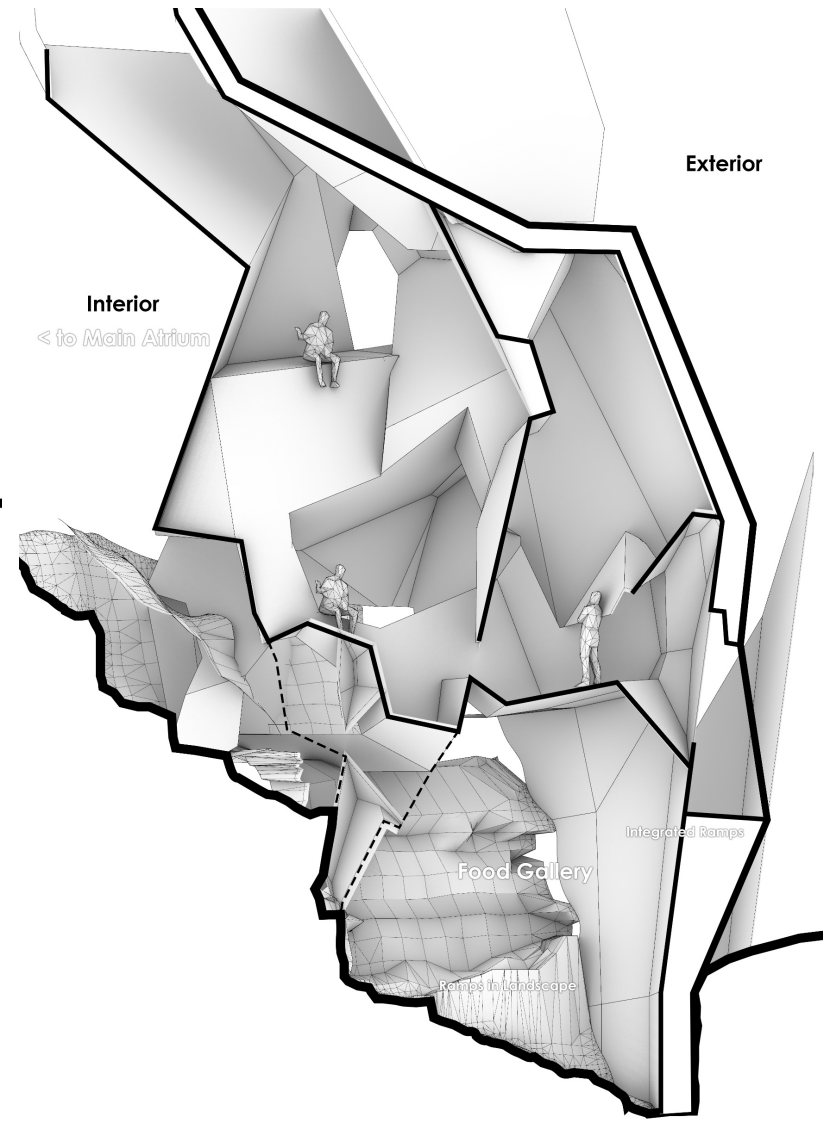 Exterior
Interior
< to Main Atrium
Integrated Ramps
Food Gallery
Ramps in Landscape